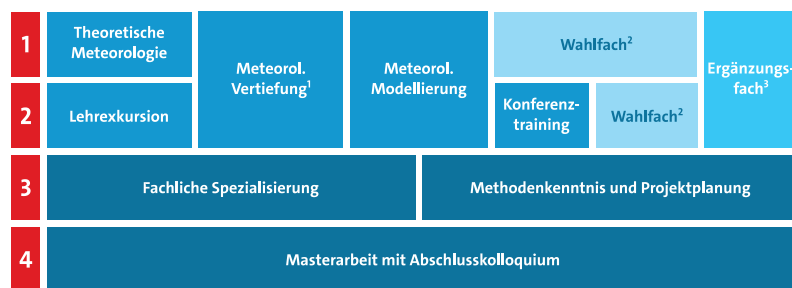 1
Theoretische
Meteorologie
Meteorol.
Vertiefung¹
Meteorol.
Modellierung
Wahlfach²
Ergänzungs-
fach³
2
Lehrexkursion
Konferenz-
training
Wahlfach²
3
Fachliche Spezialisierung
Methodenkenntnis und Projektplanung
4
Masterarbeit mit Abschlusskolloquium